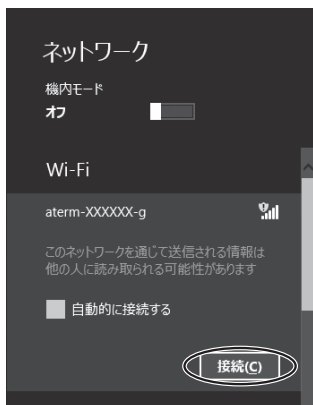 ネットワーク
機内モード
オフ
Wi-Fi
aterm-XXXXXX-g
このネットワークを通じて送信される情報は
他の人に読み取られる可能性があります
自動的に接続する
接続(C)